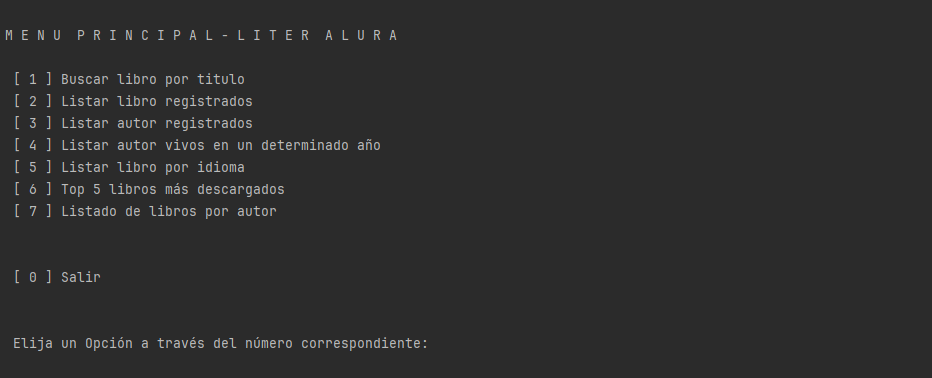 M E N U  P R I N C I P A L - L I T E R  A L U R A
[ 1 ] Buscar libro por titulo
[ 2 ] Listar libro registrados
[ 3 ] Listar autor registrados
[ 4 ] Listar autor vivos en un determinado año
[ 5 ] Listar libro por idioma
[ 6 ] Top 5 libros más descargados
[ 7 ] Listado de libros por autor
[ 0 ] Salir
Elija un Opción a través del número correspondiente: